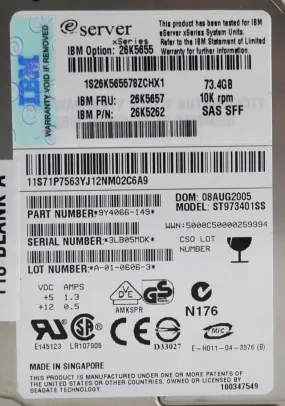 eserver
xSeries
IBM Option: 26K5655
This product has been tested for IBM
eServer xSeries System Units.
Refer to the IBM Statement of Limited
Warranty for further information.
WARRANTY VOID IF REMOVED
IBM
1S26K565578ZCHX1
73.4GB
IBM FRU: 26K5657
10K rpm
IBM P/N: 26K5262
SAS SFF
11S71P7563YJ12NM02C6A9
DOM: 08AUG2005
PART NUMBER*9Y4066-149*
MODEL: ST973401SS
WWN:5000C50000259994
SERIAL NUMBER:*3LB05MDK*
CSO LOT
NUMBER
LOT NUMBER*A-01-0606-3*
VDC AMPS
+5 1.3
+12 0.5
AMKSPR
GS
N176
E145123
LR107905
D33027
MIC
E-H011-04-3976 (B)
MADE IN SINGAPORE
THIS PRODUCT IS MANUFACTURED UNDER ONE OR MORE OF THE FOLLOWING
US PATENTS OR OTHER COUNTRIES, OWNED OR LICENSED BY
SEAGATE TECHNOLOGY.
100347549
BLANK A